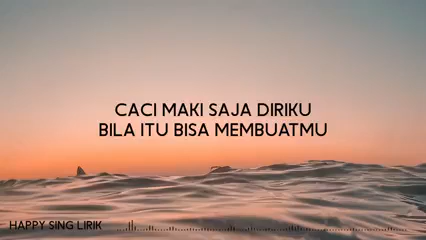 CACI MAKI SAJA DIRIKU
BILA ITU BISA MEMBUATMU
HAPPY SING LIRIK